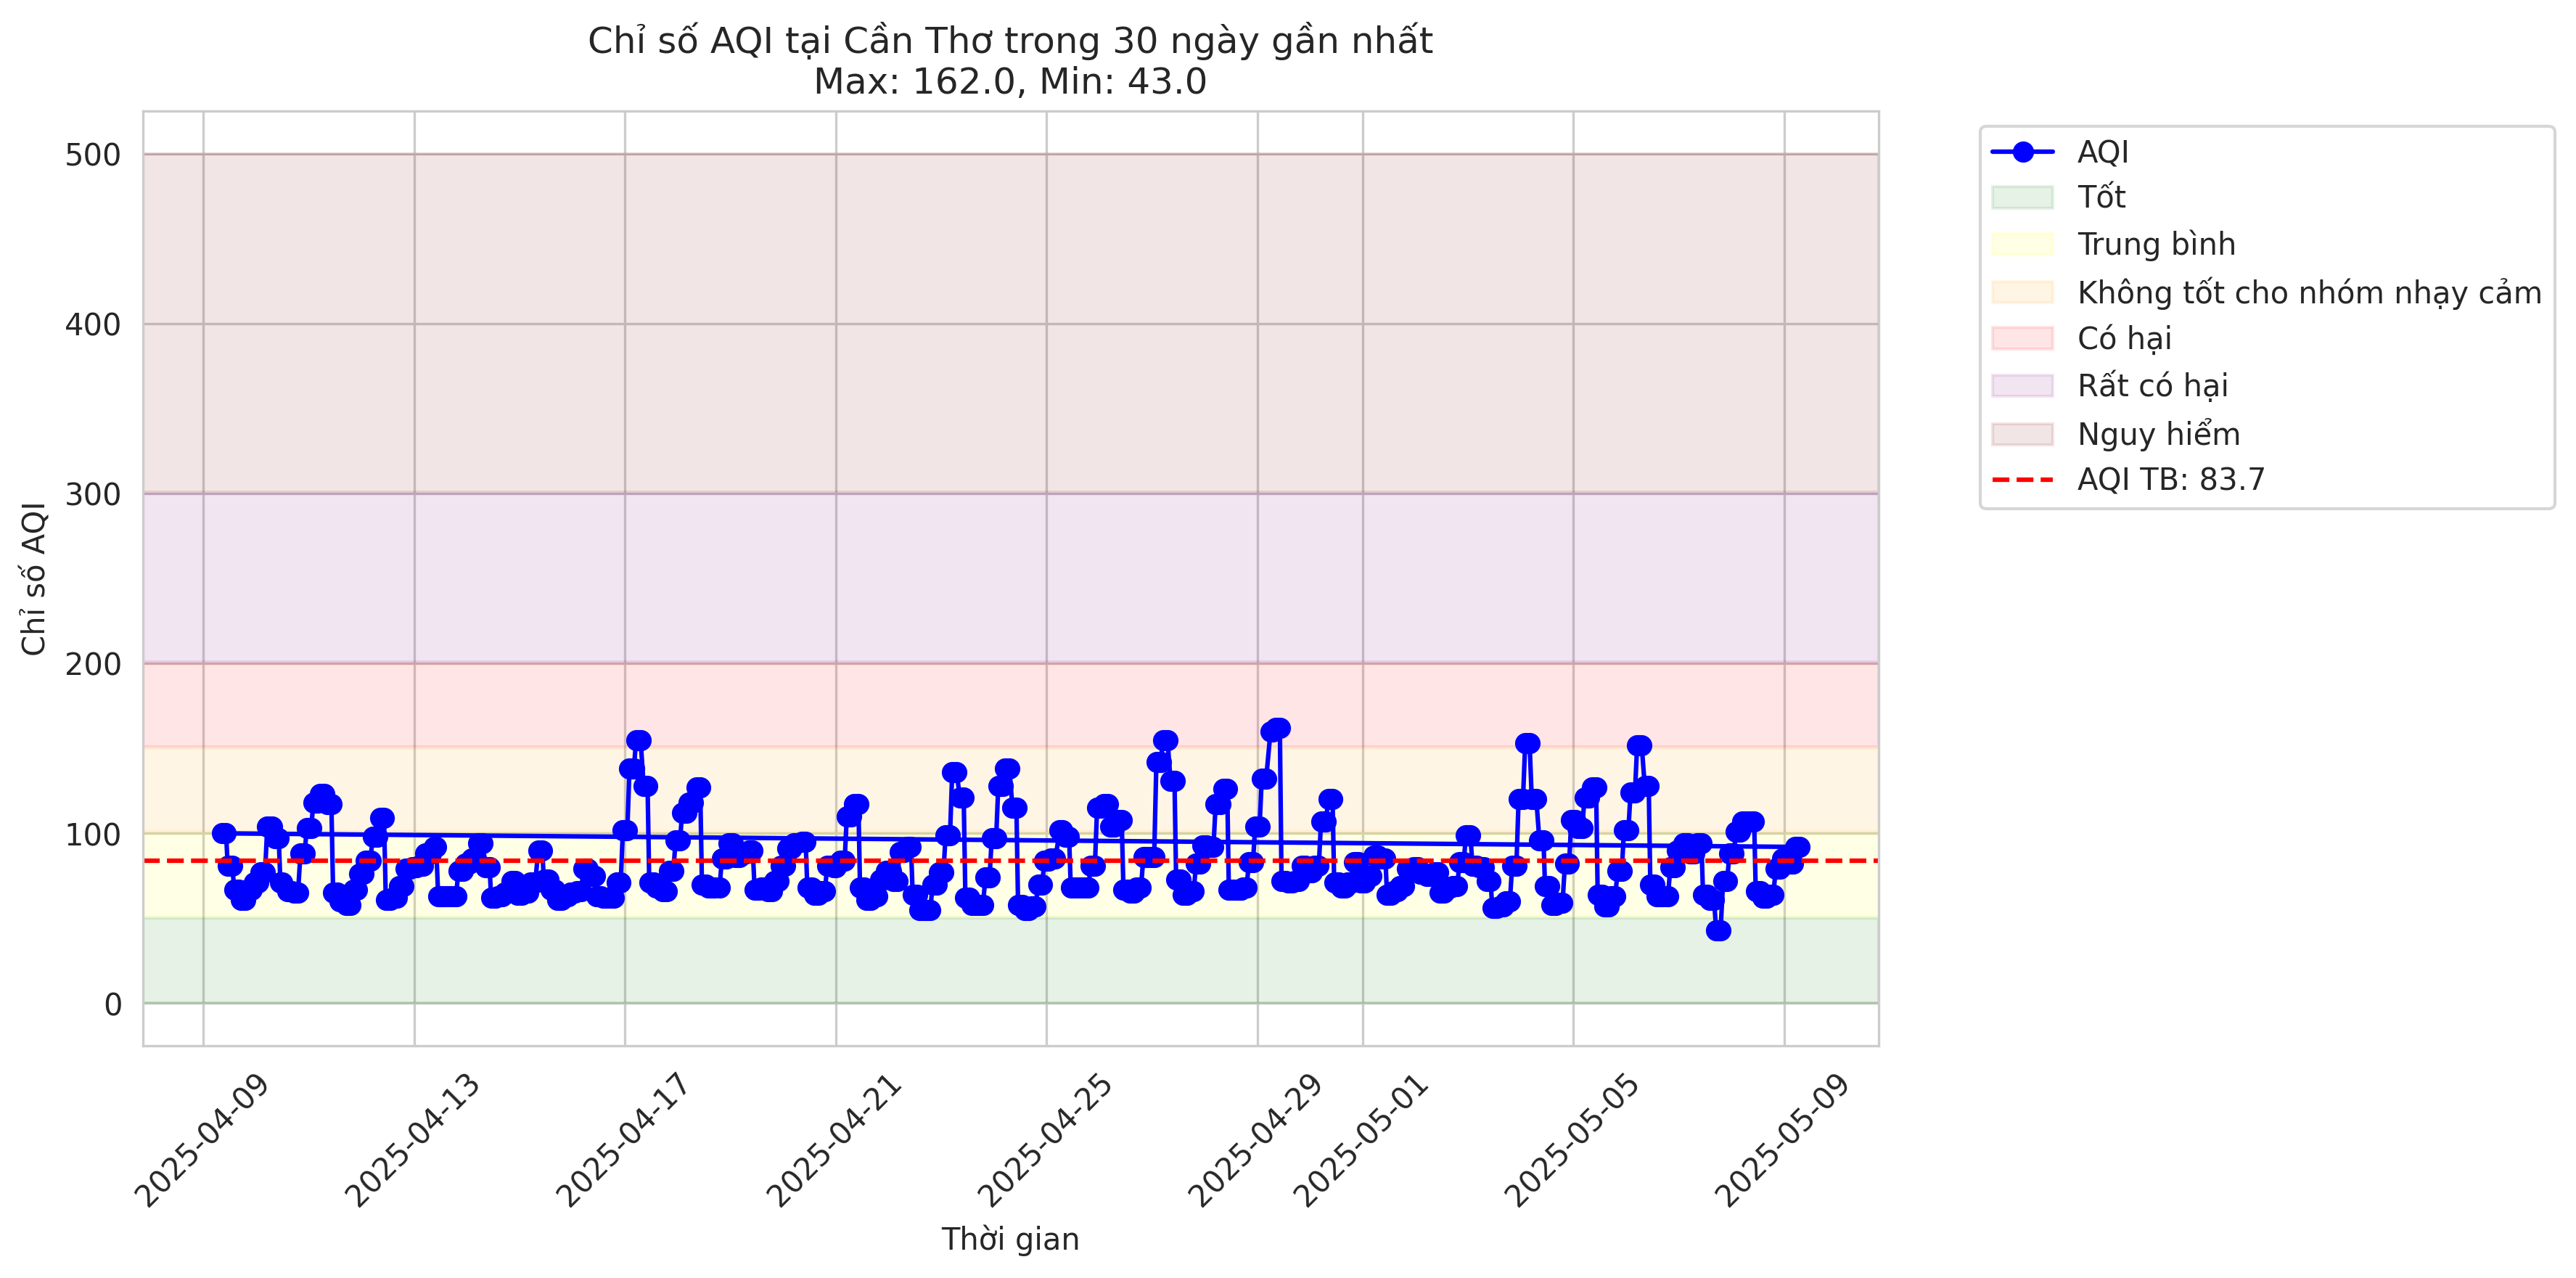 Chỉ số AQI tại Cần Thơ trong 30 ngày gần nhất
Max: 162.0, Min: 43.0
Chỉ số AQI
500
400
300
200
100
0
2025-04-09
2025-04-13
2025-04-17
2025-04-21
2025-04-25
2025-04-29
2025-05-01
2025-05-05
2025-05-09
Thời gian
AQI
Tốt
Trung bình
Không tốt cho nhóm nhạy cảm
Có hại
Rất có hại
Nguy hiểm
AQI TB: 83.7